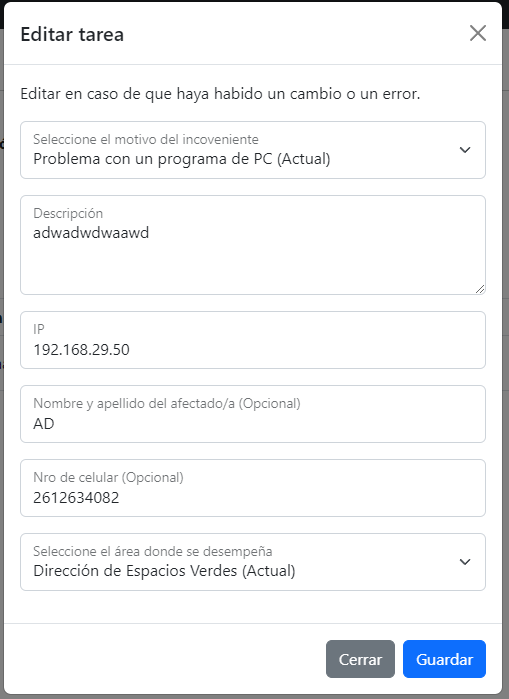 Editar tarea
Editar en caso de que haya habido un cambio o un error.
Seleccione el motivo del incoveniente
Problema con un programa de PC (Actual)
Descripción
adwadwdwaawd
IP
192.168.29.50
Nombre y apellido del afectado/a (Opcional)
AD
Nro de celular (Opcional)
2612634082
Seleccione el área donde se desempeña
Dirección de Espacios Verdes (Actual)
Cerrar
Guardar